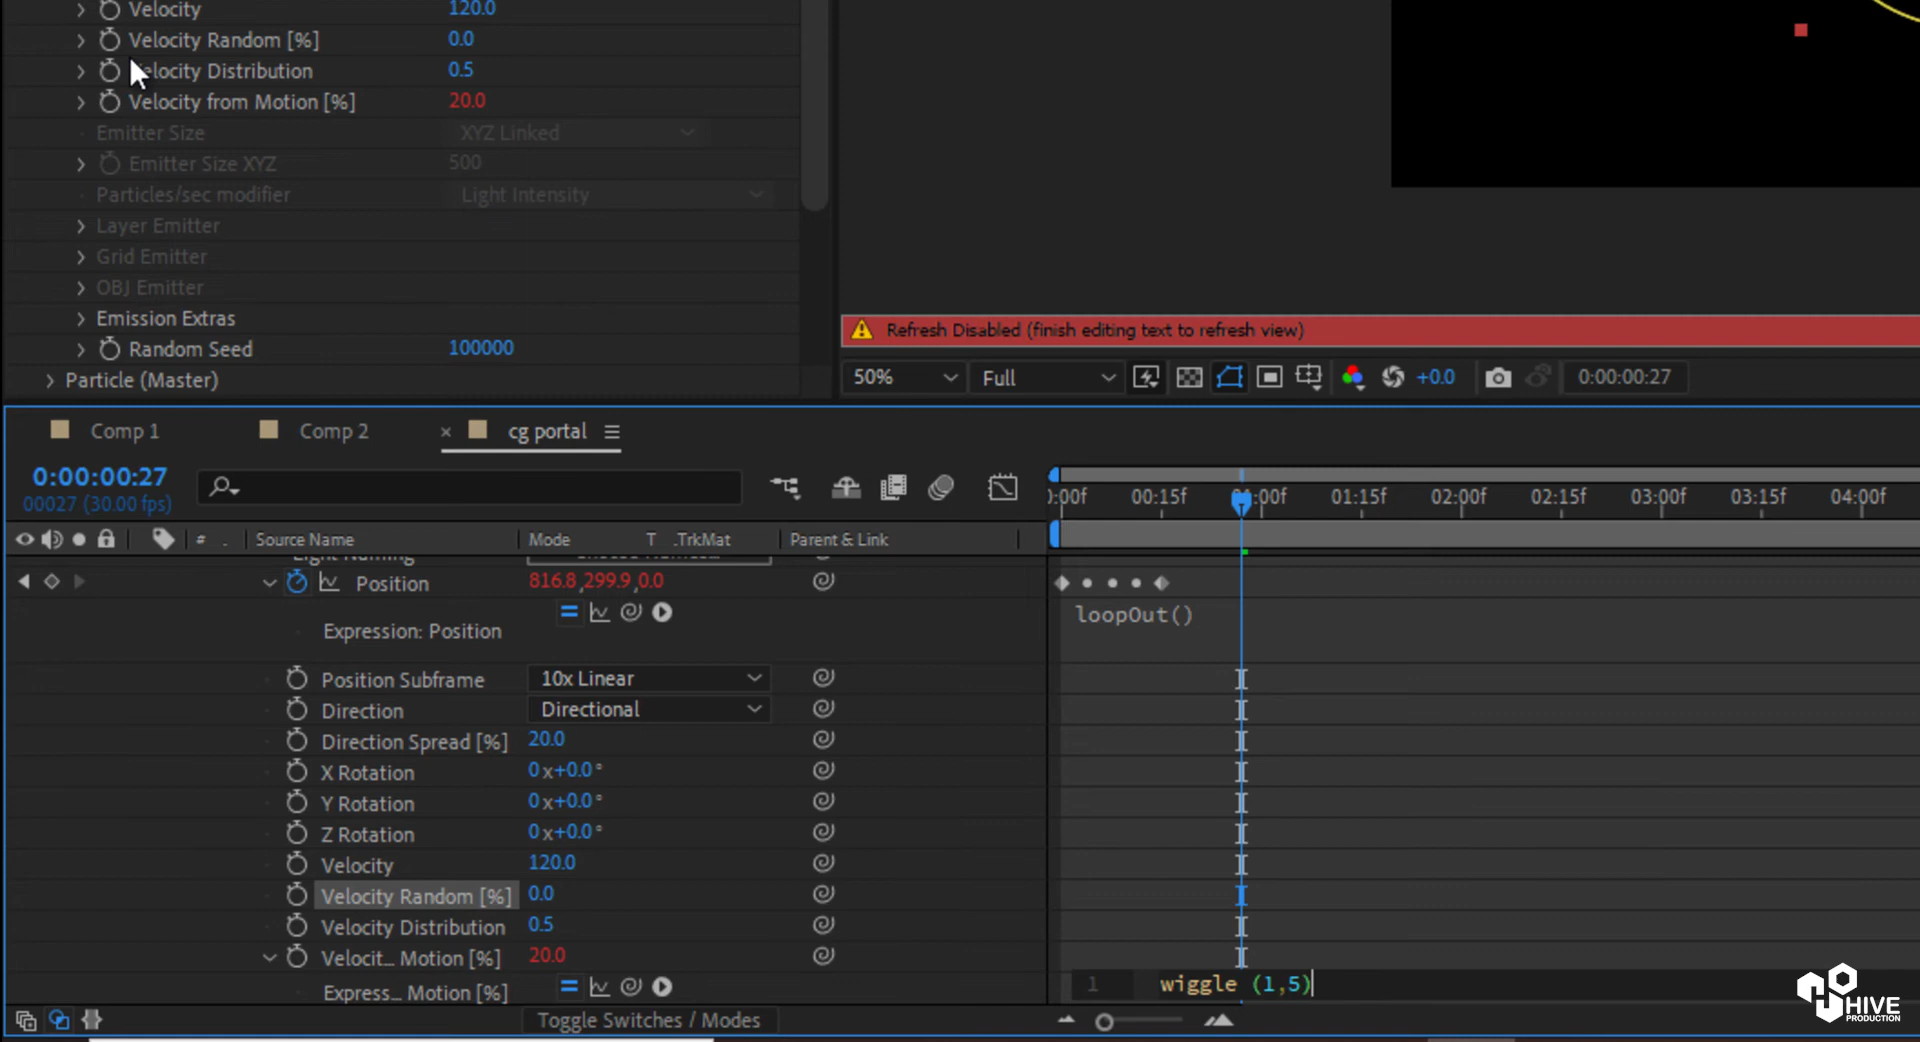 Velocity 120.0
Velocity Random [%] 0.0
Velocity Distribution 0.5
Velocity from Motion [%] 20.0
Emitter Size XYZ Linked
Emitter Size XYZ 500
Particles/sec modifier Light Intensity
Layer Emitter
Grid Emitter
OBJ Emitter
Emission Extras
Random Seed 100000
Particle (Master)
Refresh Disabled (finish editing text to refresh view)
50% Full +0.0 0:00:00:27
Comp 1 Comp 2 × cg portal
0:00:00:27
00027 (30.00 fps)
:00f 00:15f :00f 01:15f 02:00f 02:15f 03:00f 03:15f 04:00f
# . Source Name Mode T .TrkMat Parent & Link
Light Naming
Position 816.8,299.9,0.0
Expression: Position loopOut()
Position Subframe 10x Linear
Direction Directional
Direction Spread [%] 20.0
X Rotation 0x+0.0°
Y Rotation 0x+0.0°
Z Rotation 0x+0.0°
Velocity 120.0
Velocity Random [%] 0.0
Velocity Distribution 0.5
Velocit... Motion [%] 20.0
Express... Motion [%] 1 wiggle (1,5)
Toggle Switches / Modes
HIVE
PRODUCTION